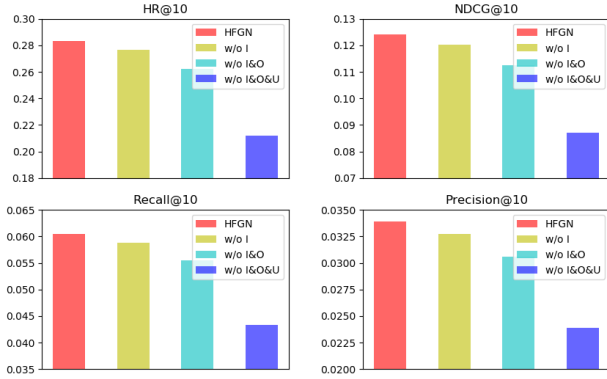 HR@10
0.30
0.28
0.26
0.24
0.22
0.20
0.18
HFGN
w/o I
w/o I&O
w/o I&O&U
NDCG@10
0.13
0.12
0.11
0.10
0.09
0.08
0.07
HFGN
w/o I
w/o I&O
w/o I&O&U
Recall@10
0.065
0.060
0.055
0.050
0.045
0.040
0.035
HFGN
w/o I
w/o I&O
w/o I&O&U
Precision@10
0.0350
0.0325
0.0300
0.0275
0.0250
0.0225
0.0200
HFGN
w/o I
w/o I&O
w/o I&O&U